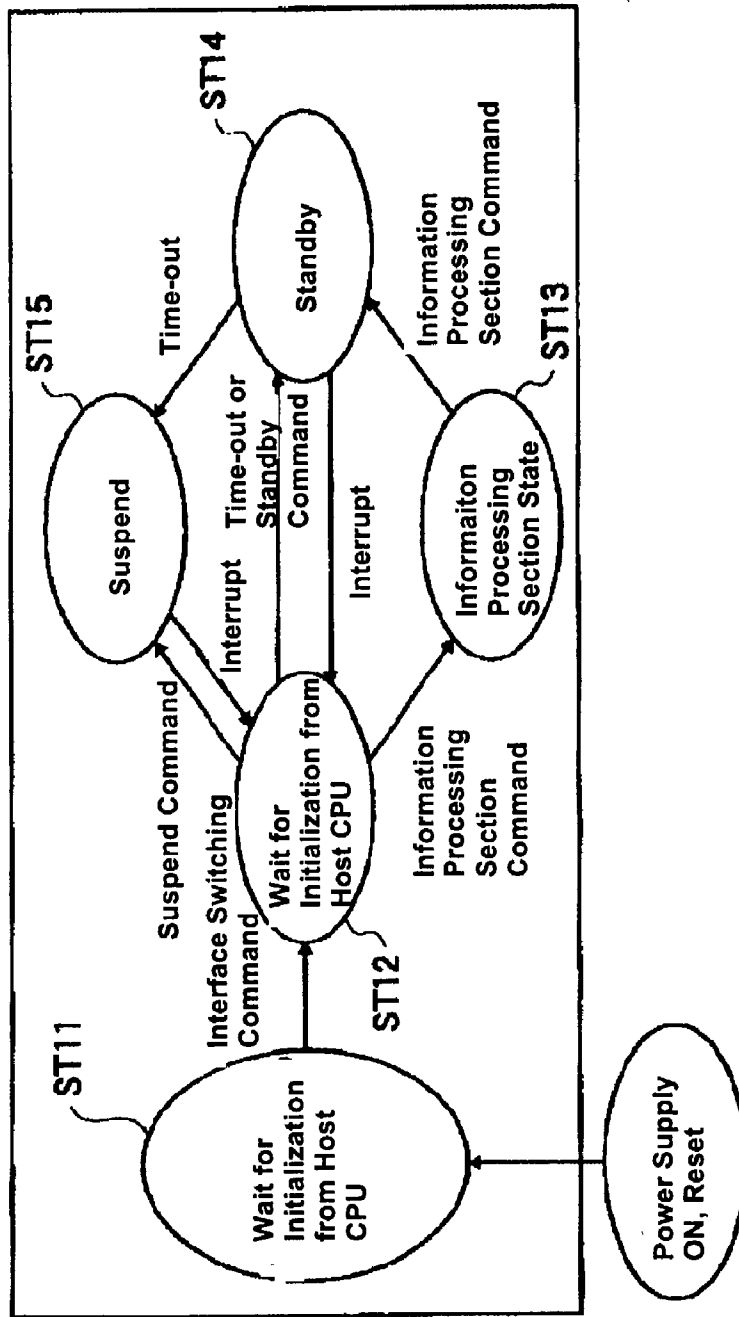 ST11
Wait for
Initialization
from Host
CPU
Power Supply
ON, Reset
Interface Switching
Command
ST12
Wait for
Initialization from
Host CPU
Suspend Command
Interrupt
ST15
Suspend
Time-out
Time-out or
Standby
Command
Interrupt
ST14
Standby
Information
Processing
Section
Command
Informaiton
Processing
Section State
ST13
Information
Processing
Section Command